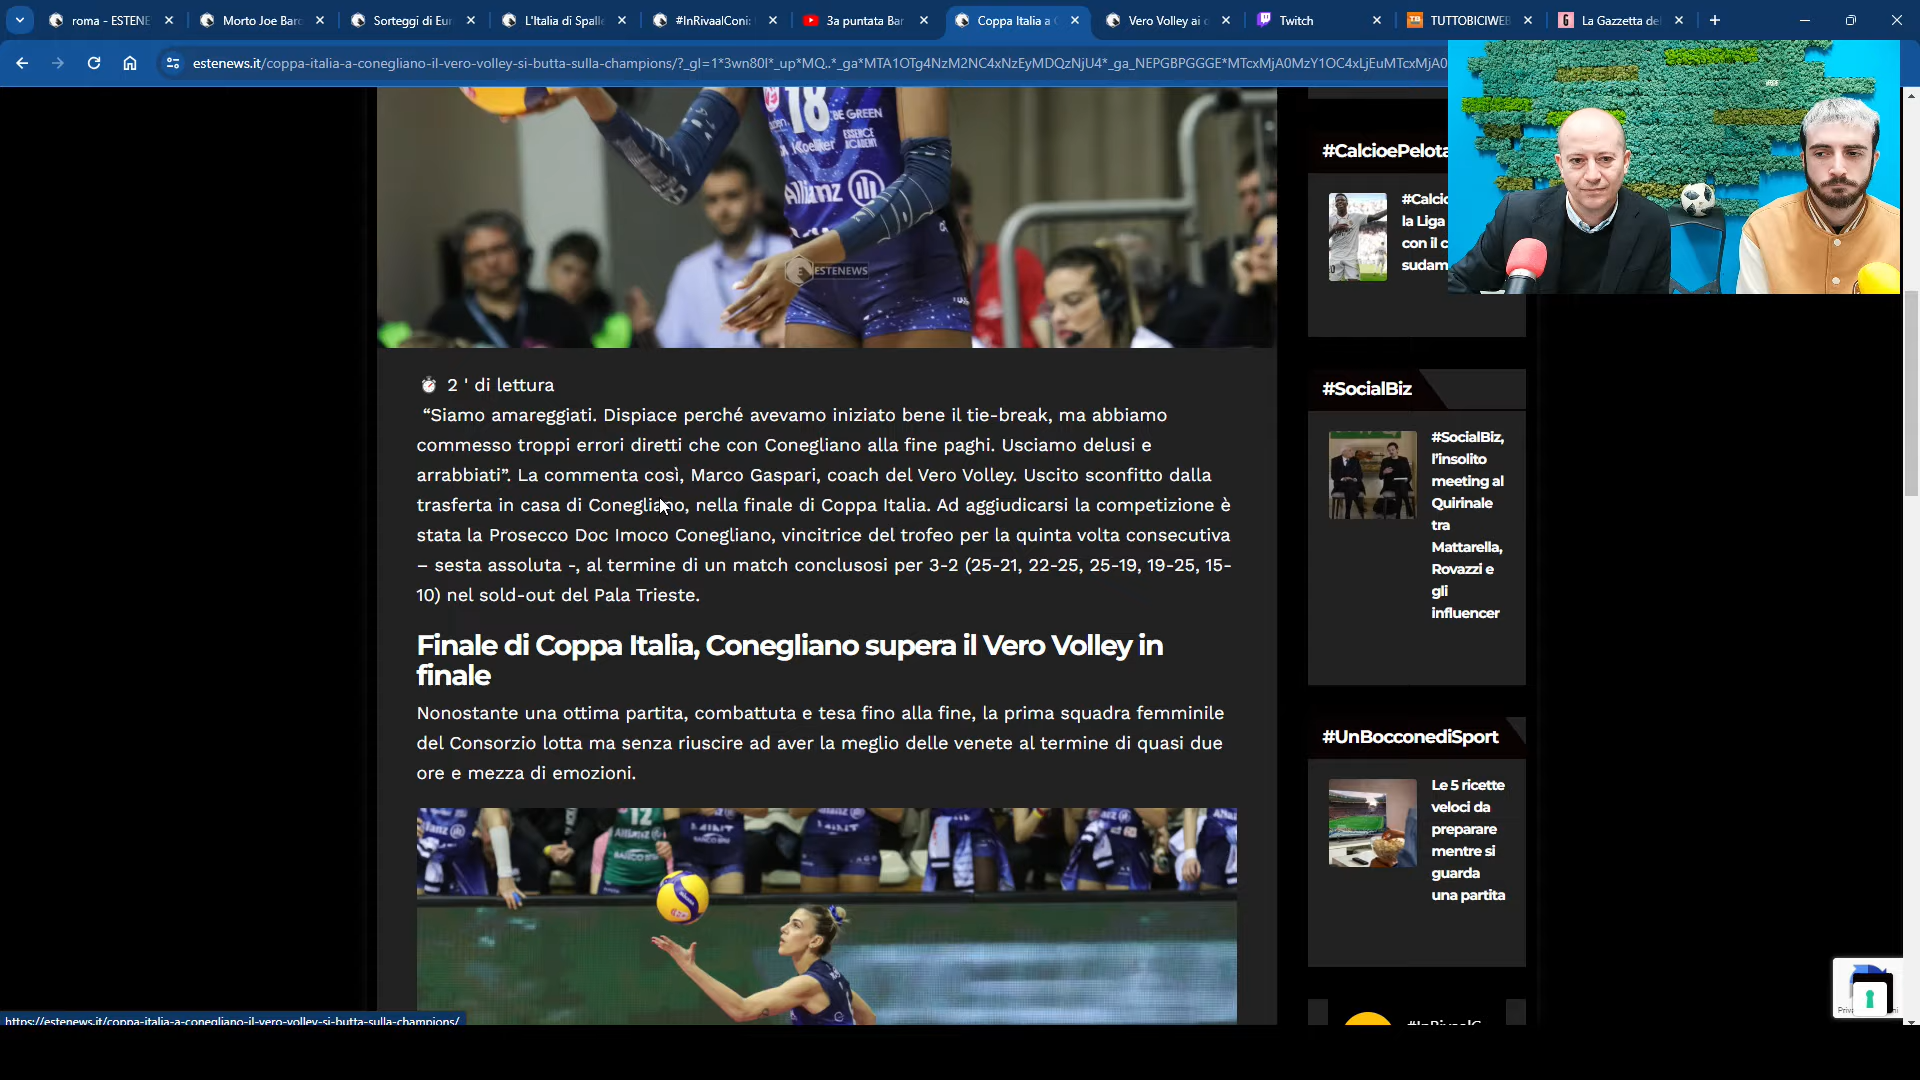 roma - ESTENE
Morto Joe Baro
Sorteggi di Eur
L'Italia di Spalle
#InRivaalConi:
3a puntata Bar
Coppa Italia a C
Vero Volley ai
Twitch
TUTTOBICIWEB
La Gazzetta de
estenews.it/coppa-italia-a-conegliano-il-vero-volley-si-butta-sulla-champions/?_gl=1*3wn80l*_up*MQ..*_ga*MTA1OTg4NzM2NC4xNzEyMDQzNjU4*_ga_NEPGBPGGGE*MTcxMjA0MzY1OC4xLjEuMTcxMjA0
18
BE GREEN
ESSENCE
ACADEMY
Allianz
ESTENEWS
2 ' di lettura
“Siamo amareggiati. Dispiace perché avevamo iniziato bene il tie-break, ma abbiamo
commesso troppi errori diretti che con Conegliano alla fine paghi. Usciamo delusi e
arrabbiati”. La commenta così, Marco Gaspari, coach del Vero Volley. Uscito sconfitto dalla
trasferta in casa di Conegliano, nella finale di Coppa Italia. Ad aggiudicarsi la competizione è
stata la Prosecco Doc Imoco Conegliano, vincitrice del trofeo per la quinta volta consecutiva
– sesta assoluta -, al termine di un match conclusosi per 3-2 (25-21, 22-25, 25-19, 19-25, 15-
10) nel sold-out del Pala Trieste.
Finale di Coppa Italia, Conegliano supera il Vero Volley in
finale
Nonostante una ottima partita, combattuta e tesa fino alla fine, la prima squadra femminile
del Consorzio lotta ma senza riuscire ad aver la meglio delle venete al termine di quasi due
ore e mezza di emozioni.
12
Allianz
#CalcioePelota
#Calcio
la Liga
con il c
sudam
#SocialBiz
#SocialBiz,
l’insolito
meeting al
Quirinale
tra
Mattarella,
Rovazzi e
gli
influencer
#UnBocconediSport
Le 5 ricette
veloci da
preparare
mentre si
guarda
una partita
https://estenews.it/coppa-italia-a-conegliano-il-vero-volley-si-butta-sulla-champions/